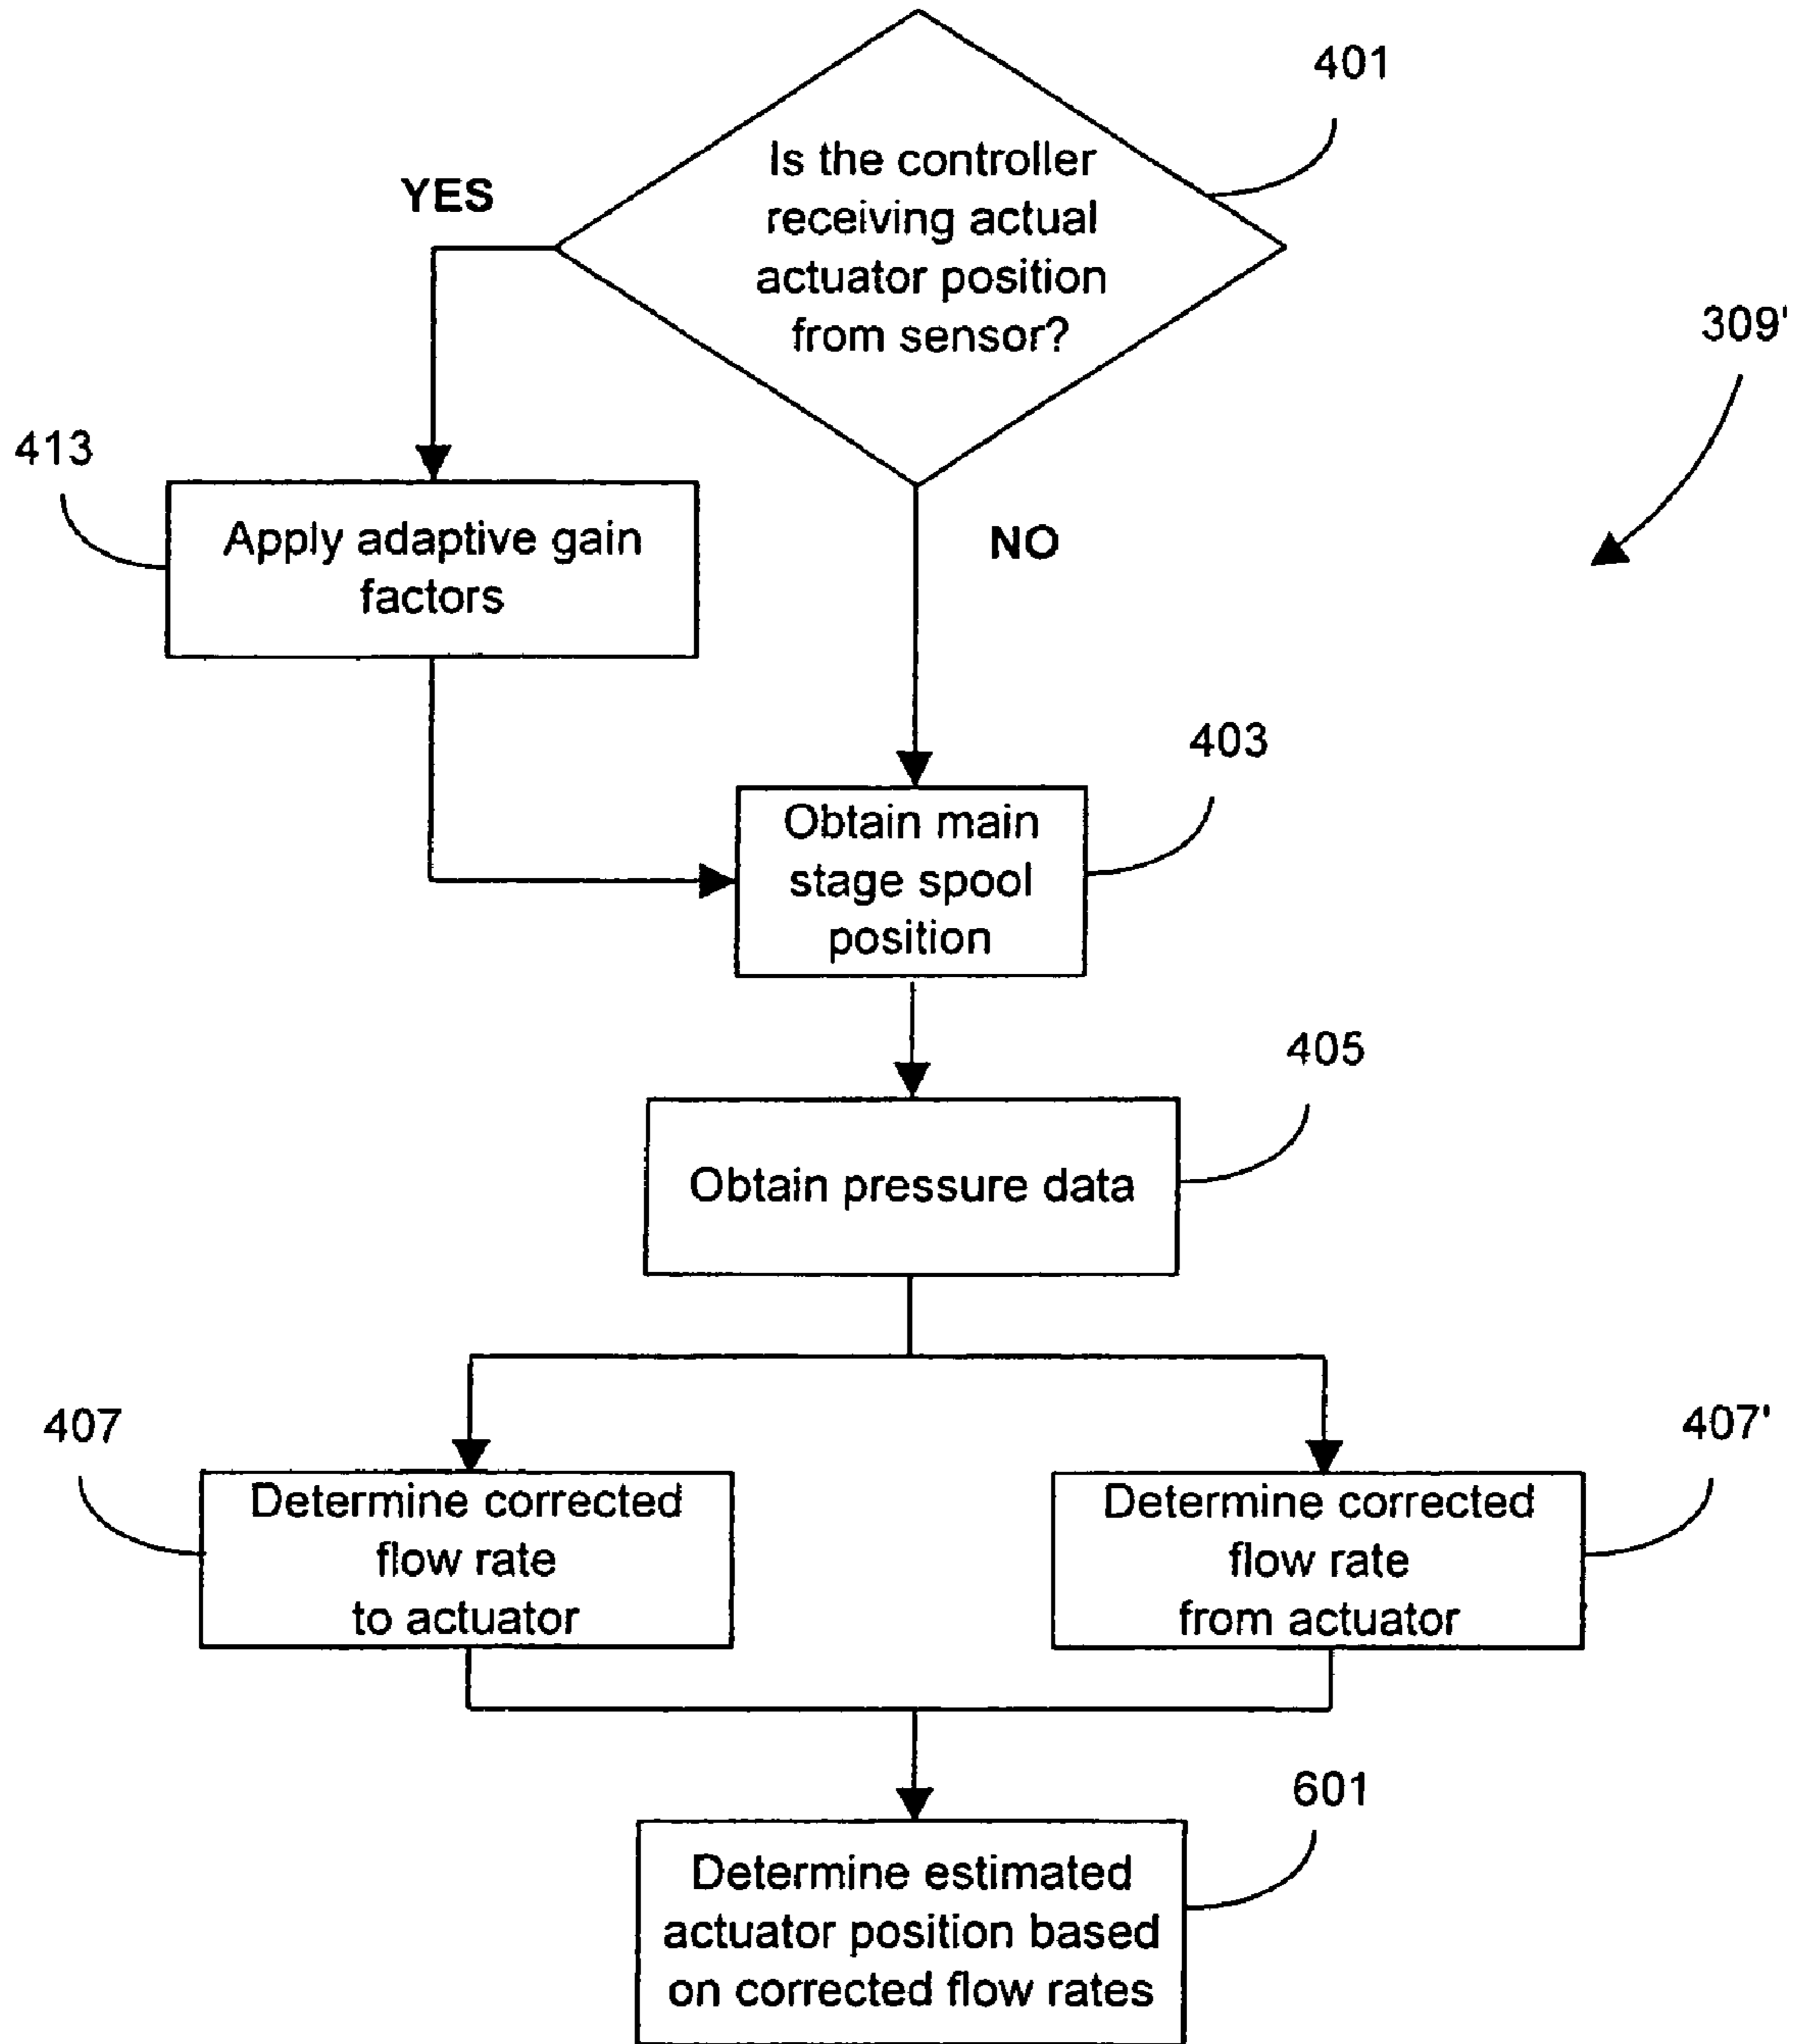 401
Is the controller
receiving actual
actuator position
from sensor?
YES
309'
413
Apply adaptive gain
factors
NO
403
Obtain main
stage spool
position
405
Obtain pressure data
407
Determine corrected
flow rate
to actuator
407'
Determine corrected
flow rate
from actuator
601
Determine estimated
actuator position based
on corrected flow rates